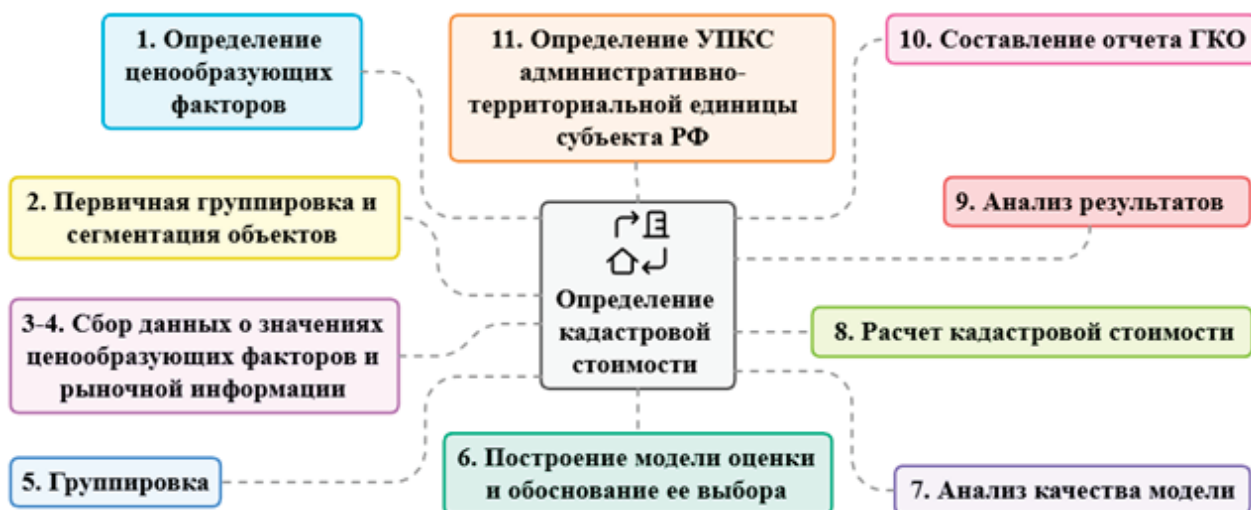 1. Определение
ценообразующих
факторов
11. Определение УПКС
административно-
территориальной единицы
субъекта РФ
10. Составление отчета ГКО
2. Первичная группировка и
сегментация объектов
9. Анализ результатов
Определение
кадастровой
стоимости
3-4. Сбор данных о значениях
ценообразующих факторов и
рыночной информации
8. Расчет кадастровой стоимости
5. Группировка
6. Построение модели оценки
и обоснование ее выбора
7. Анализ качества модели